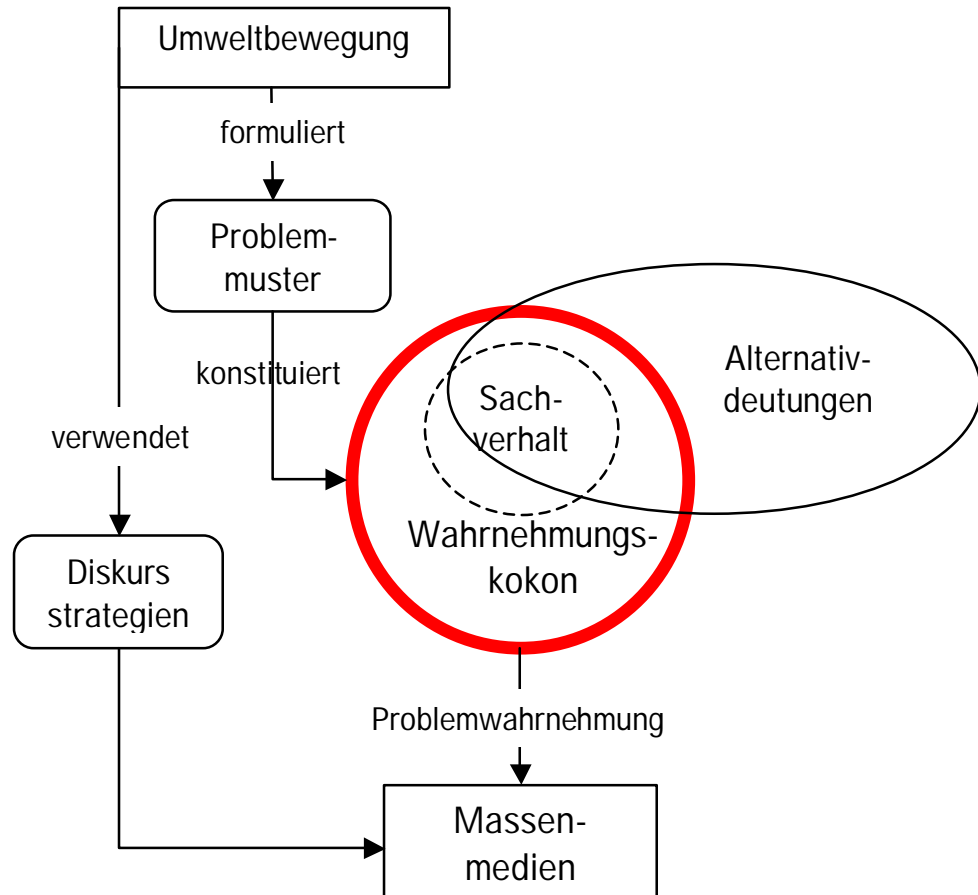 Umweltbewegung
formuliert
Problem-
muster
konstituiert
Alternativ-
deutungen
Sach-
verhalt
verwendet
Wahrnehmungs-
kokon
Diskurs
strategien
Problemwahrnehmung
Massen-
medien